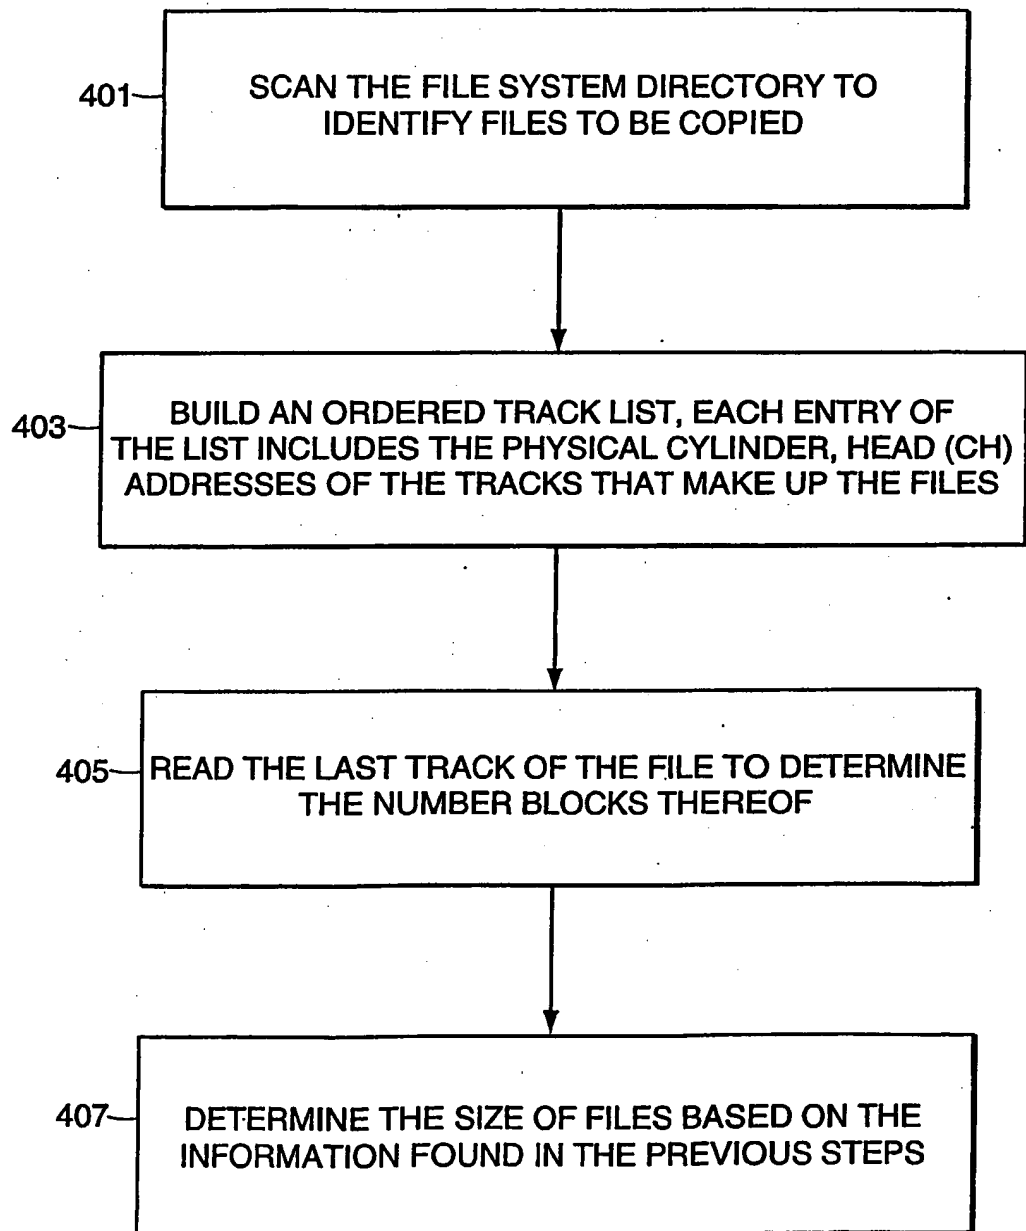 401
SCAN THE FILE SYSTEM DIRECTORY TO
IDENTIFY FILES TO BE COPIED
403
BUILD AN ORDERED TRACK LIST, EACH ENTRY OF
THE LIST INCLUDES THE PHYSICAL CYLINDER, HEAD (CH)
ADDRESSES OF THE TRACKS THAT MAKE UP THE FILES
405
READ THE LAST TRACK OF THE FILE TO DETERMINE
THE NUMBER BLOCKS THEREOF
407
DETERMINE THE SIZE OF FILES BASED ON THE
INFORMATION FOUND IN THE PREVIOUS STEPS